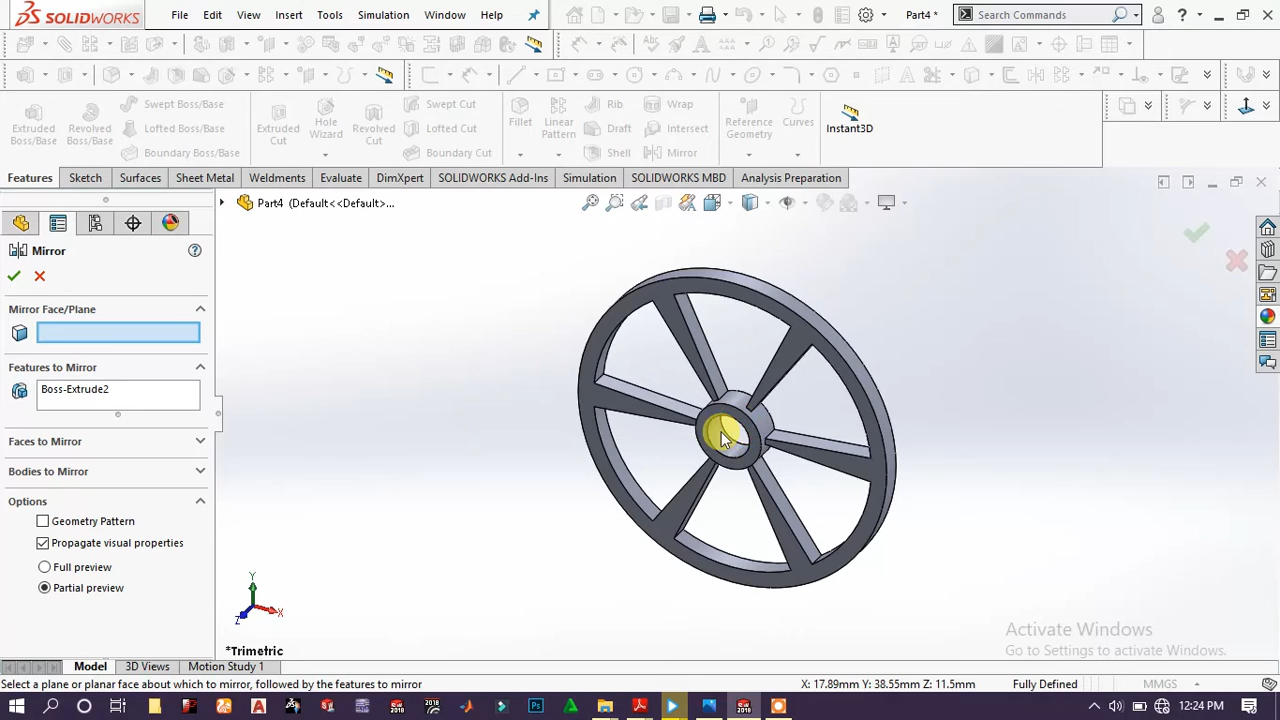 SOLIDWORKS File Edit View Insert Tools Simulation Window Help Part4 * Search Commands
Extruded Boss/Base
Revolved Boss/Base
Swept Boss/Base
Lofted Boss/Base
Boundary Boss/Base
Extruded Cut
Hole Wizard
Revolved Cut
Swept Cut
Lofted Cut
Boundary Cut
Fillet
Linear Pattern
Rib
Draft
Shell
Wrap
Intersect
Mirror
Reference Geometry
Curves
Instant3D
Features Sketch Surfaces Sheet Metal Weldments Evaluate DimXpert SOLIDWORKS Add-Ins Simulation SOLIDWORKS MBD Analysis Preparation
Part4 (Default<<Default>...
Mirror
Mirror Face/Plane
Features to Mirror
Boss-Extrude2
Faces to Mirror
Bodies to Mirror
Options
Geometry Pattern
Propagate visual properties
Full preview
Partial preview
Y
X
Z
*Trimetric
Activate Windows
Go to Settings to activate Windows.
Model 3D Views Motion Study 1
Select a plane or planar face about which to mirror, followed by the features to mirror X: 17.89mm Y: 38.55mm Z: 11.5mm Fully Defined MMGS
12:24 PM